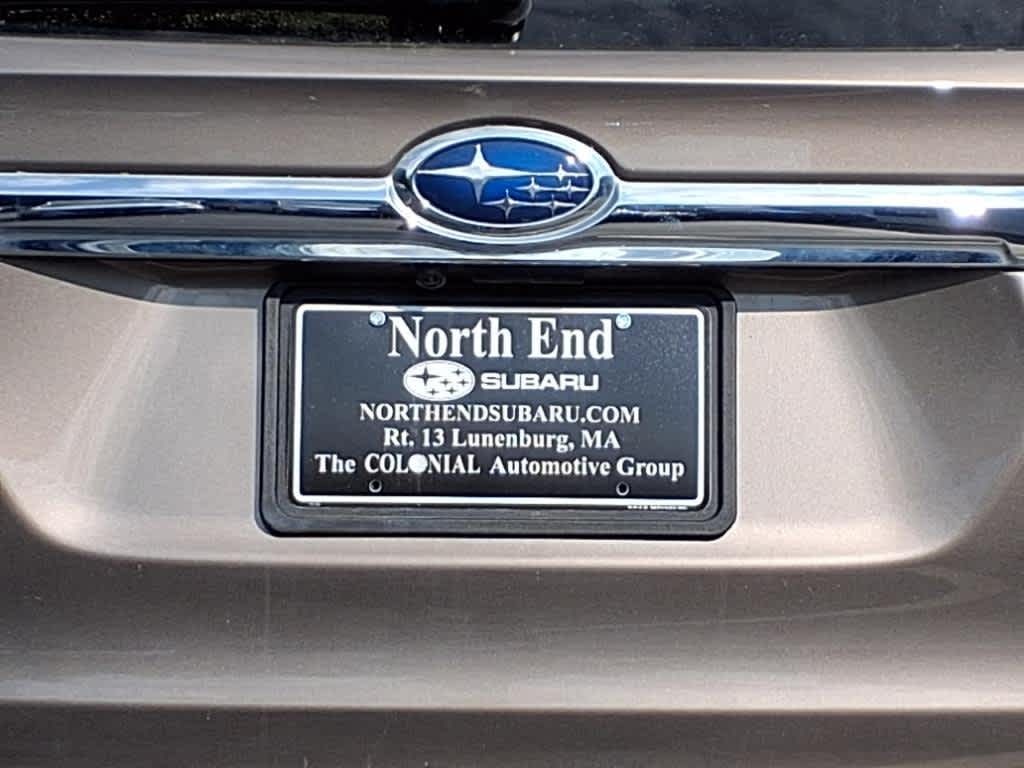 North End
SUBARU
NORTHENDSUBARU.COM
Rt. 13 Lunenburg, MA
The COLONIAL Automotive Group